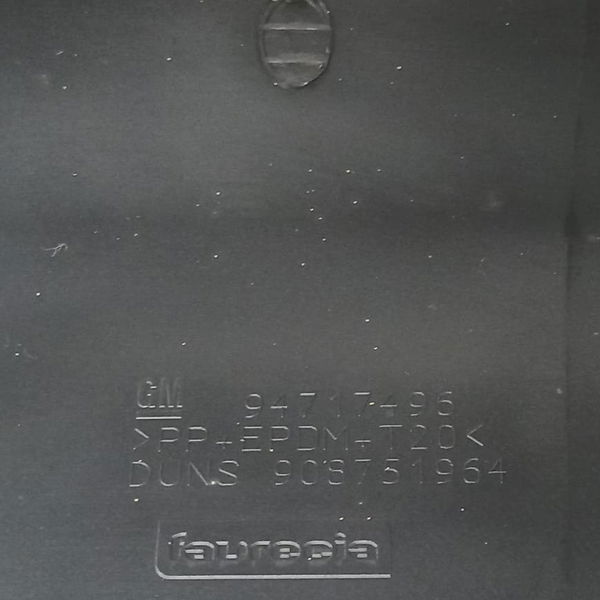 GM 94717496
>PP+EPDM+T20<
DUNS 908751964
faurecia